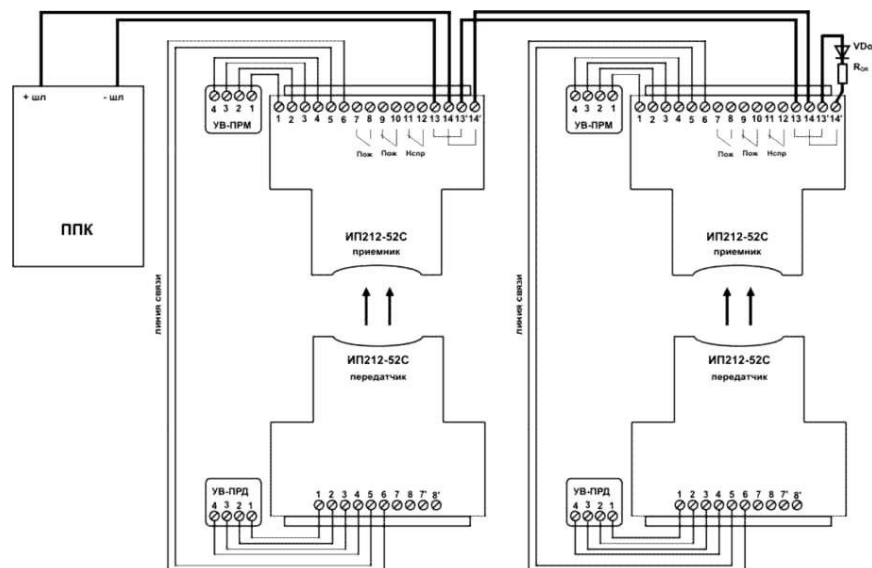 + шл - шл
ППК
4 3 2 1
УВ-ПРМ
1 2 3 4 5 6 7 8 9 10 11 12 13 14 13' 14'
Пож Пож Нспр
ИП212-52С
приемник
линия связи
ИП212-52С
передатчик
УВ-ПРД
4 3 2 1
1 2 3 4 5 6 7 8 7' 8'
4 3 2 1
УВ-ПРМ
1 2 3 4 5 6 7 8 9 10 11 12 13 14 13' 14'
Пож Пож Нспр
VDо
Rок
ИП212-52С
приемник
линия связи
ИП212-52С
передатчик
УВ-ПРД
4 3 2 1
1 2 3 4 5 6 7 8 7' 8'